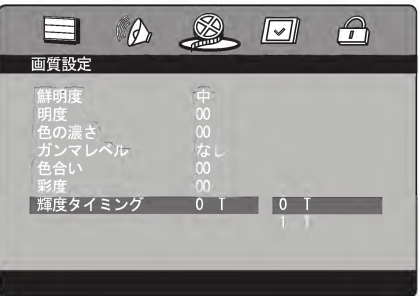 画質設定
鮮明度 中
明度 00
色の濃さ 00
ガンマレベル なし
色合い 00
彩度 00
輝度タイミング 0 T 0 T
1 T